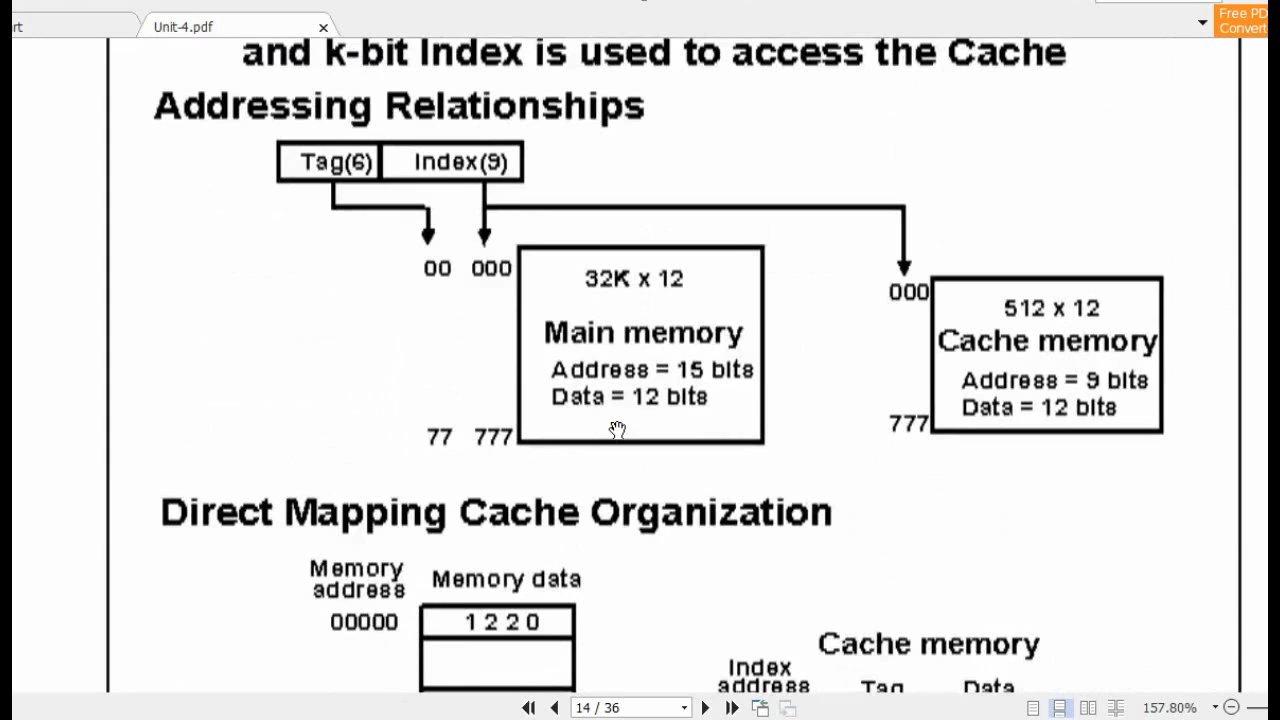 rt
Unit-4.pdf
Free PD
Convert
and k-bit Index is used to access the Cache
Addressing Relationships
Tag(6) Index(9)
00 000
32K x 12
Main memory
Address = 15 bits
Data = 12 bits
77 777
000
512 x 12
Cache memory
Address = 9 bits
Data = 12 bits
777
Direct Mapping Cache Organization
Memory
address
Memory data
00000
1 2 2 0
Cache memory
Index
address
Tag
Data
14 / 36
157.80%